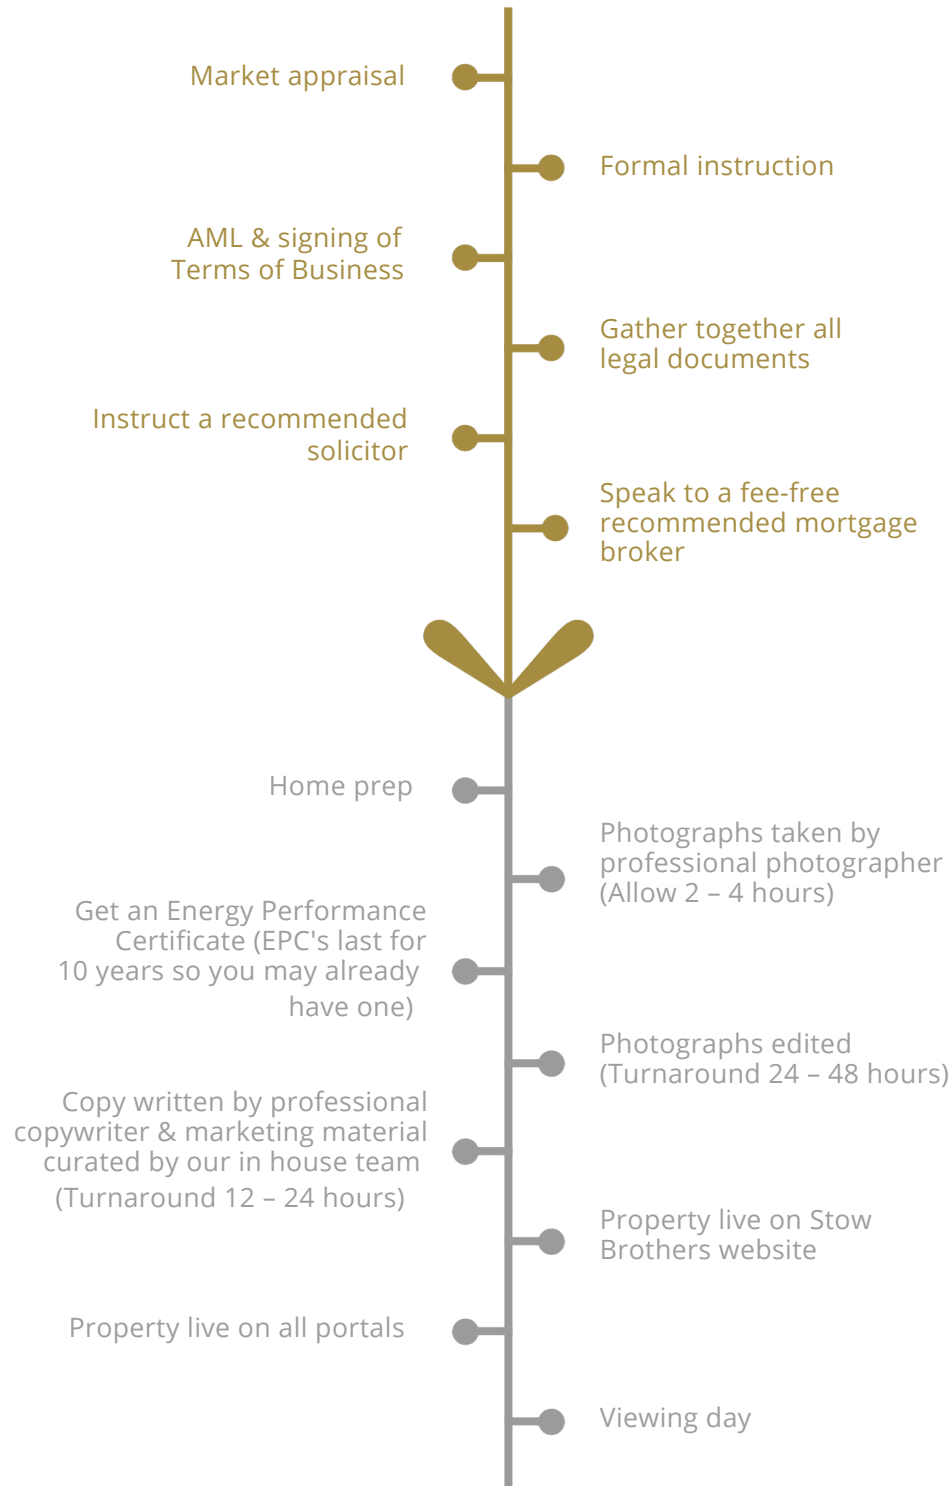 Market appraisal
Formal instruction
AML & signing of
Terms of Business
Gather together all
legal documents
Instruct a recommended
solicitor
Speak to a fee-free
recommended mortgage
broker
Home prep
Photographs taken by
professional photographer
(Allow 2 – 4 hours)
Get an Energy Performance
Certificate (EPC's last for
10 years so you may already
have one)
Photographs edited
(Turnaround 24 – 48 hours)
Copy written by professional
copywriter & marketing material
curated by our in house team
(Turnaround 12 – 24 hours)
Property live on Stow
Brothers website
Property live on all portals
Viewing day